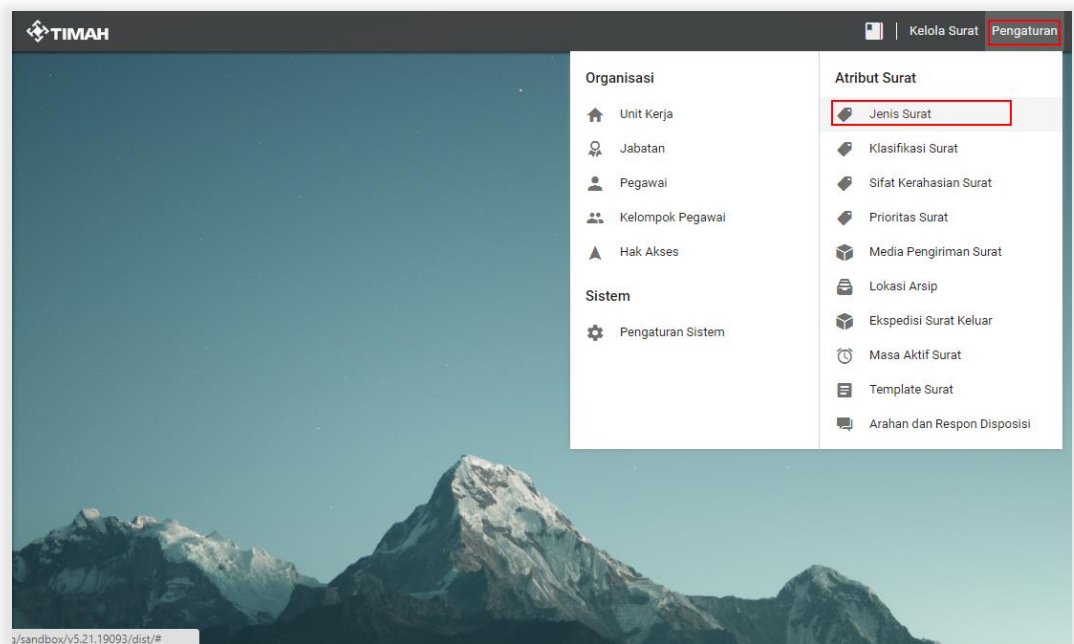 TIMAH
Kelola Surat Pengaturan
Organisasi
Unit Kerja
Jabatan
Pegawai
Kelompok Pegawai
Hak Akses
Sistem
Pengaturan Sistem
Atribut Surat
Jenis Surat
Klasifikasi Surat
Sifat Kerahasian Surat
Prioritas Surat
Media Pengiriman Surat
Lokasi Arsip
Ekspedisi Surat Keluar
Masa Aktif Surat
Template Surat
Arahan dan Respon Disposisi
/sandbox/v5.21.19093/dist/#